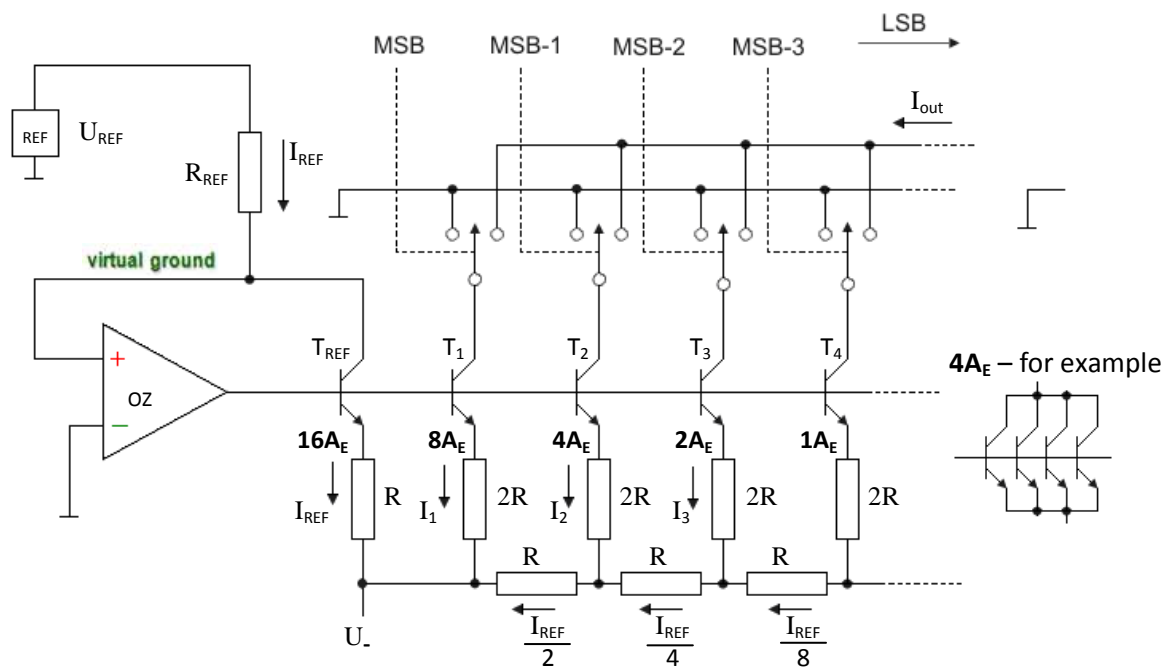 MSB MSB-1 MSB-2 MSB-3 LSB
I_out
REF U_REF
I_REF
R_REF
virtual ground
T_REF T_1 T_2 T_3 T_4
4A_E – for example
+
OZ
−
16A_E 8A_E 4A_E 2A_E 1A_E
I_REF R I_1 2R I_2 2R I_3 2R 2R
R R R
I_REF/2 I_REF/4 I_REF/8
U_-